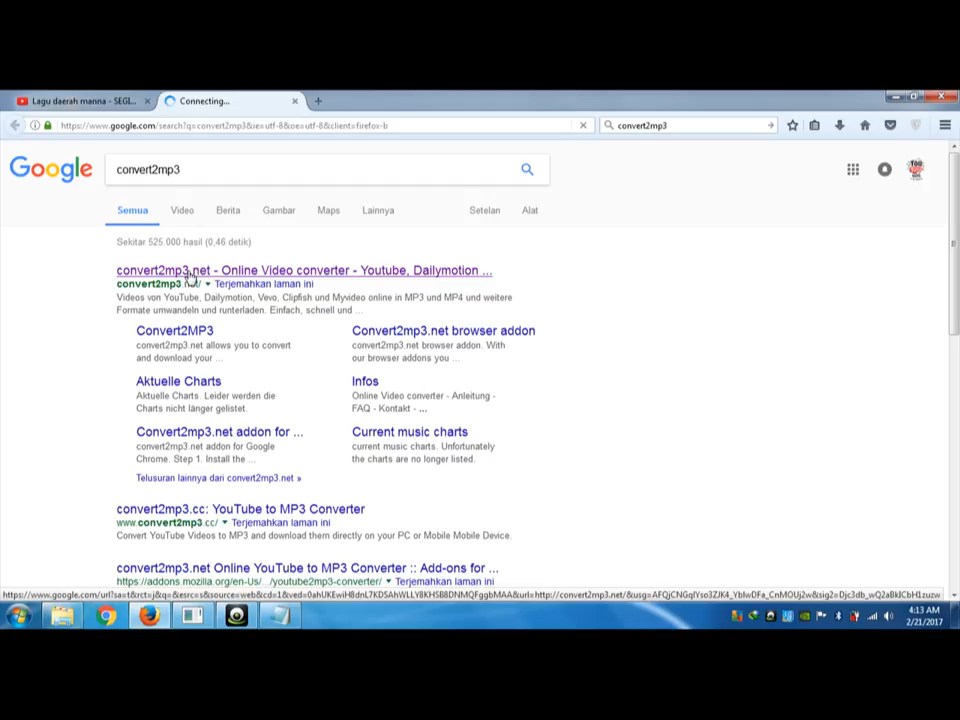 Lagu daerah manna - SEGI...
Connecting...
https://www.google.com/search?q=convert2mp3&ie=utf-8&oe=utf-8&client=firefox-b
convert2mp3
Google
convert2mp3
Semua Video Berita Gambar Maps Lainnya Setelan Alat
Sekitar 525.000 hasil (0,46 detik)
convert2mp3.net - Online Video converter - Youtube, Dailymotion ...
Terjemahkan laman ini
Videos von YouTube, Dailymotion, Vevo, Clipfish und Myvideo online in MP3 und MP4 und weitere
Formate umwandeln und runterladen. Einfach, schnell und ...
Convert2MP3
convert2mp3.net allows you to convert
and download your ...
Convert2mp3.net browser addon
convert2mp3.net browser addon. With
our browser addons you ...
Aktuelle Charts
Aktuelle Charts. Leider werden die
Charts nicht länger gelistet.
Infos
Online Video converter - Anleitung -
FAQ - Kontakt - ...
Convert2mp3.net addon for ...
convert2mp3.net addon for Google
Chrome. Step 1. Install the ...
Current music charts
current music charts. Unfortunately
the charts are no longer listed.
Telusuran lainnya dari convert2mp3.net »
convert2mp3.cc: YouTube to MP3 Converter
www.convert2mp3.cc/ Terjemahkan laman ini
Convert YouTube Videos to MP3 and download them directly on your PC or Mobile Mobile Device.
convert2mp3.net Online YouTube to MP3 Converter :: Add-ons for ...
https://addons.mozilla.org/en-Us/.../youtube2mp3-converter/ Terjemahkan laman ini
4:13 AM
2/21/2017